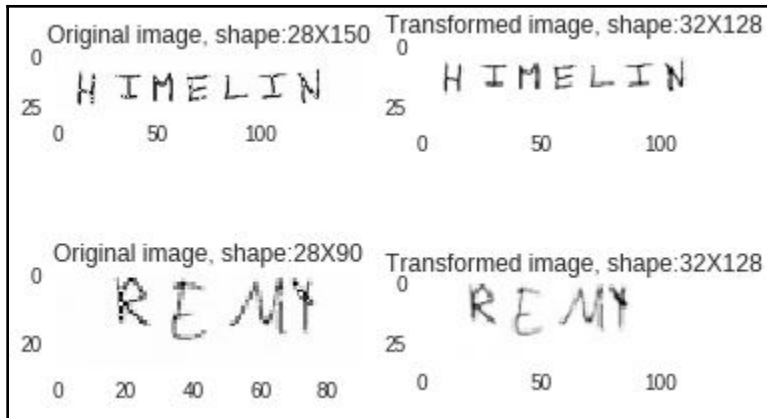 Original image, shape:28X150
Transformed image, shape:32X128
0
0
HIMELIN
HIMELIN
25
25
0 50 100
0 50 100
Original image, shape:28X90
Transformed image, shape:32X128
0
0
REMY
REMY
20
25
0 20 40 60 80
0 50 100